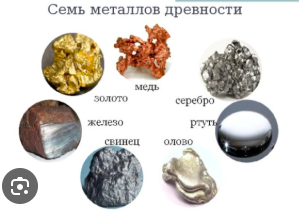 Семь металлов древности
медь
золото
серебро
железо
ртуть
свинец
олово